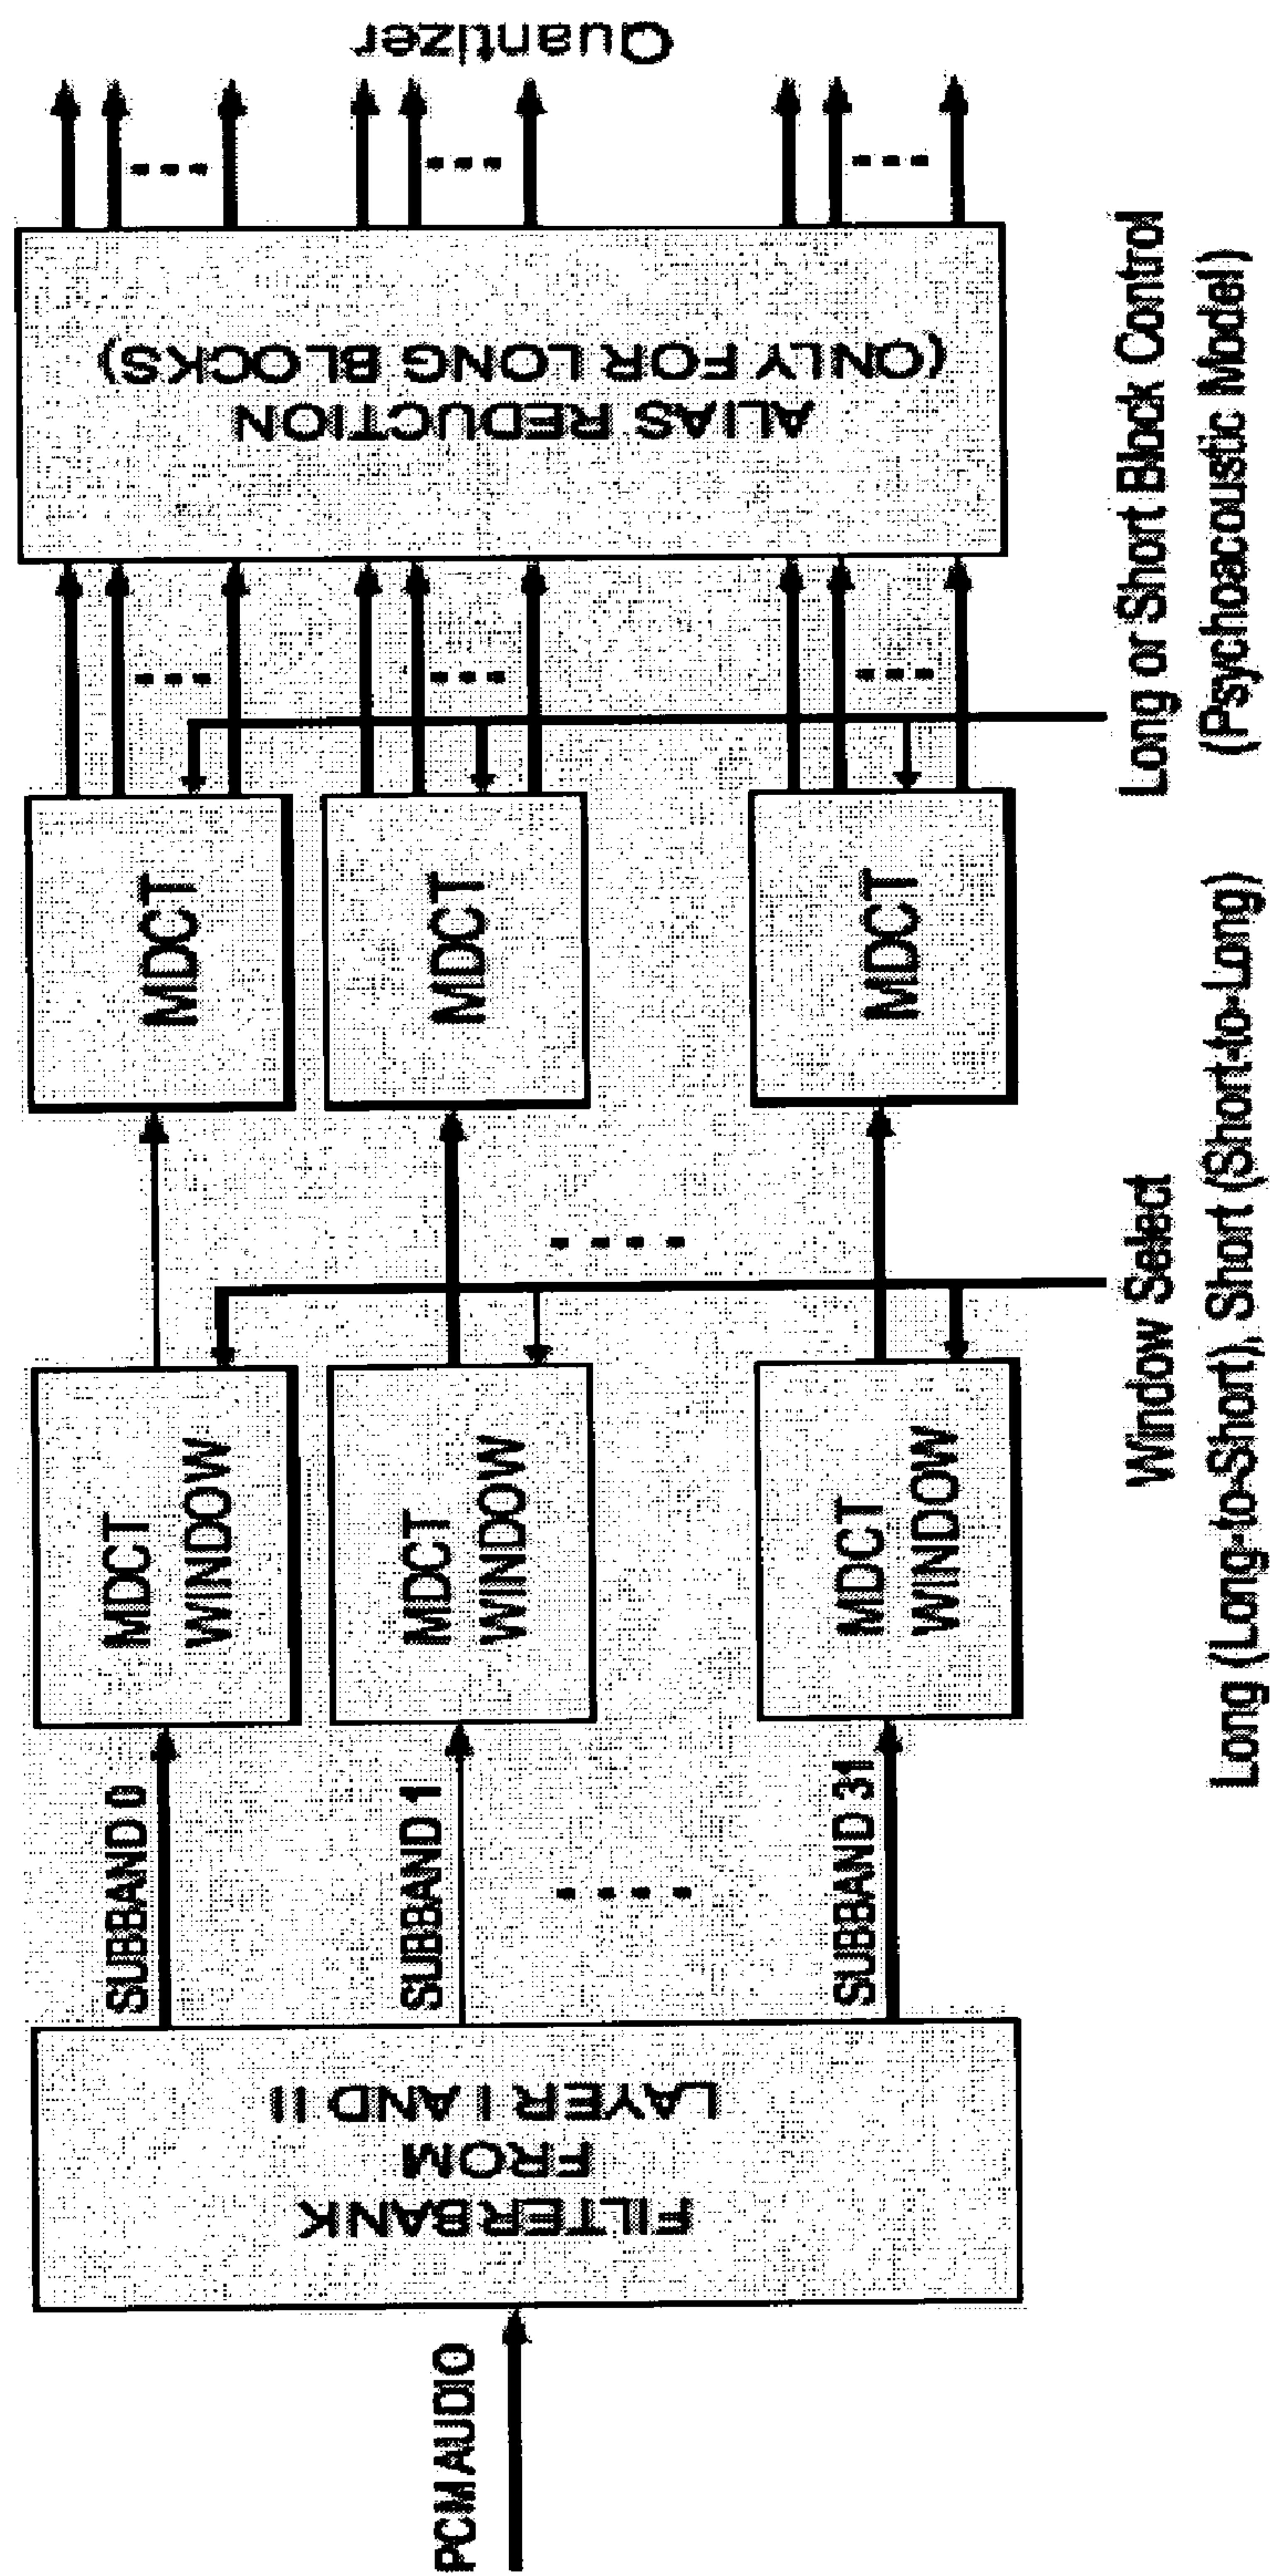 PCM AUDIO
FILTERBANK
FROM
LAYER I AND II
SUBBAND 0
SUBBAND 1
SUBBAND 31
MDCT
WINDOW
MDCT
WINDOW
MDCT
WINDOW
Window Select
Long (Long-to-Short), Short (Short-to-Long)
MDCT
MDCT
MDCT
Long or Short Block Control
(Psychoacoustic Model)
ALIAS REDUCTION
(ONLY FOR LONG BLOCKS)
Quantizer